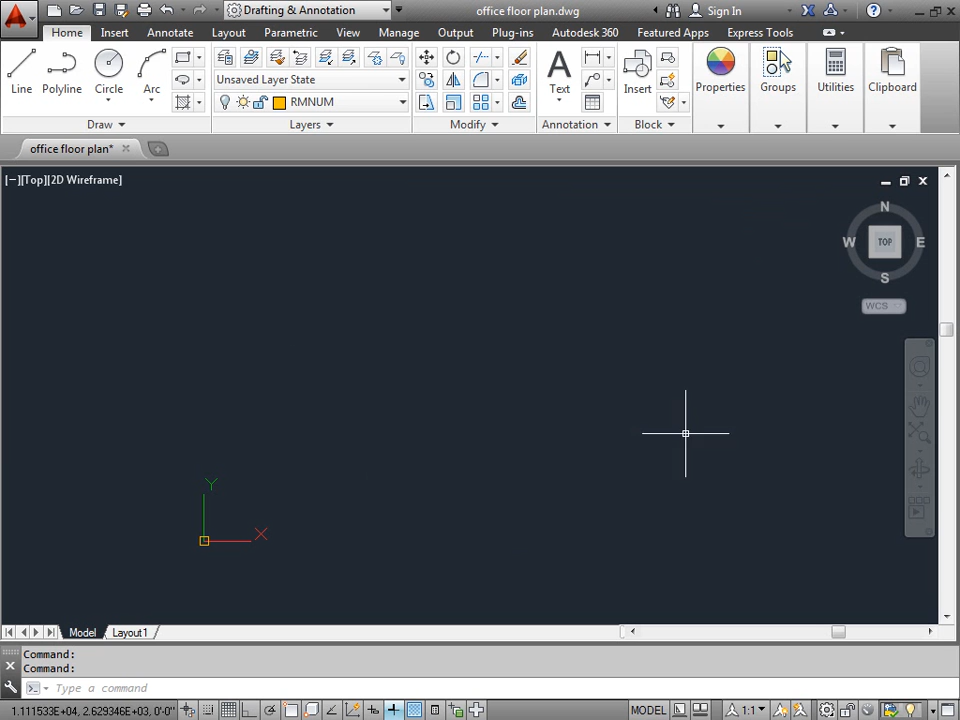 Drafting & Annotation
office floor plan.dwg
Sign In
Home Insert Annotate Layout Parametric View Manage Output Plug-ins Autodesk 360 Featured Apps Express Tools
Line Polyline Circle Arc
Unsaved Layer State
RMNUM
Text Insert Properties Groups Utilities Clipboard
Draw Layers Modify Annotation Block
office floor plan*
[−][Top][2D Wireframe]
N
W TOP E
S
WCS
Y
X
Model Layout1
Command:
Command:
Type a command
1.111533E+04, 2.629346E+03, 0'-0"
MODEL
1:1